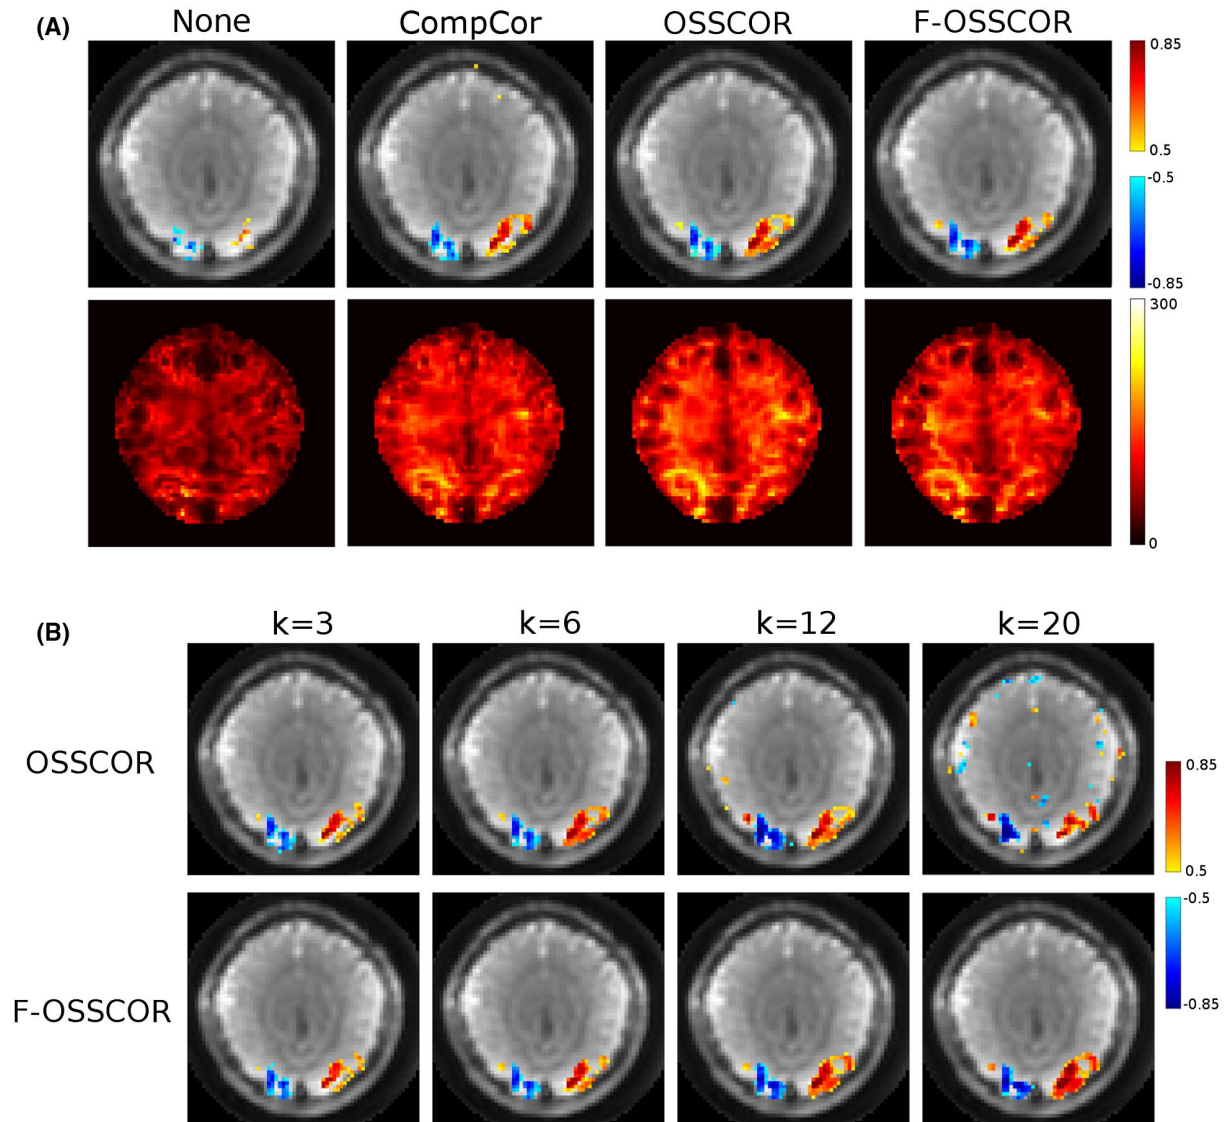 (A)
None
CompCor
OSSCOR
F-OSSCOR
0.85
0.5
-0.5
-0.85
300
0
(B)
k=3
k=6
k=12
k=20
OSSCOR
0.85
0.5
-0.5
F-OSSCOR
-0.85